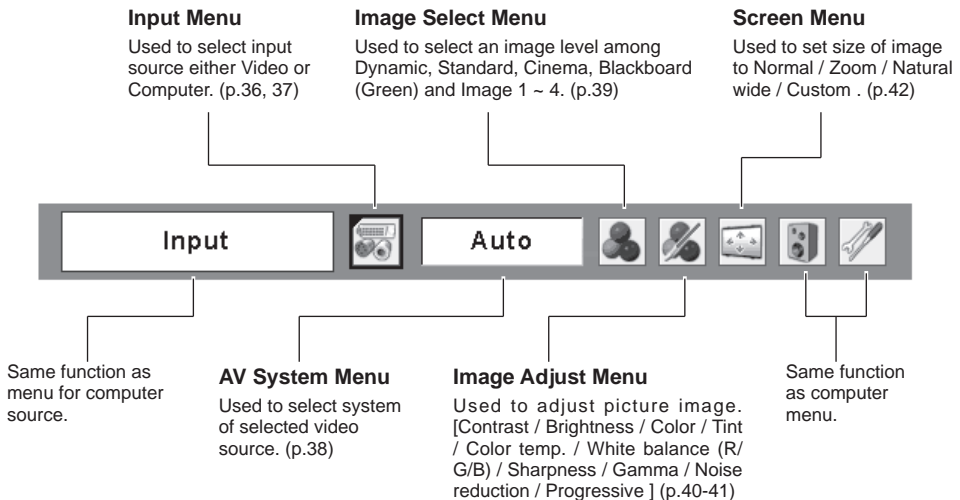 Input Menu
Used to select input
source either Video or
Computer. (p.36, 37)
Image Select Menu
Used to select an image level among
Dynamic, Standard, Cinema, Blackboard
(Green) and Image 1 ~ 4. (p.39)
Screen Menu
Used to set size of image
to Normal / Zoom / Natural
wide / Custom . (p.42)
Input
Auto
Same function as
menu for computer
source.
AV System Menu
Used to select system
of selected video
source. (p.38)
Image Adjust Menu
Used to adjust picture image.
[Contrast / Brightness / Color / Tint
/ Color temp. / White balance (R/
G/B) / Sharpness / Gamma / Noise
reduction / Progressive ] (p.40-41)
Same function
as computer
menu.